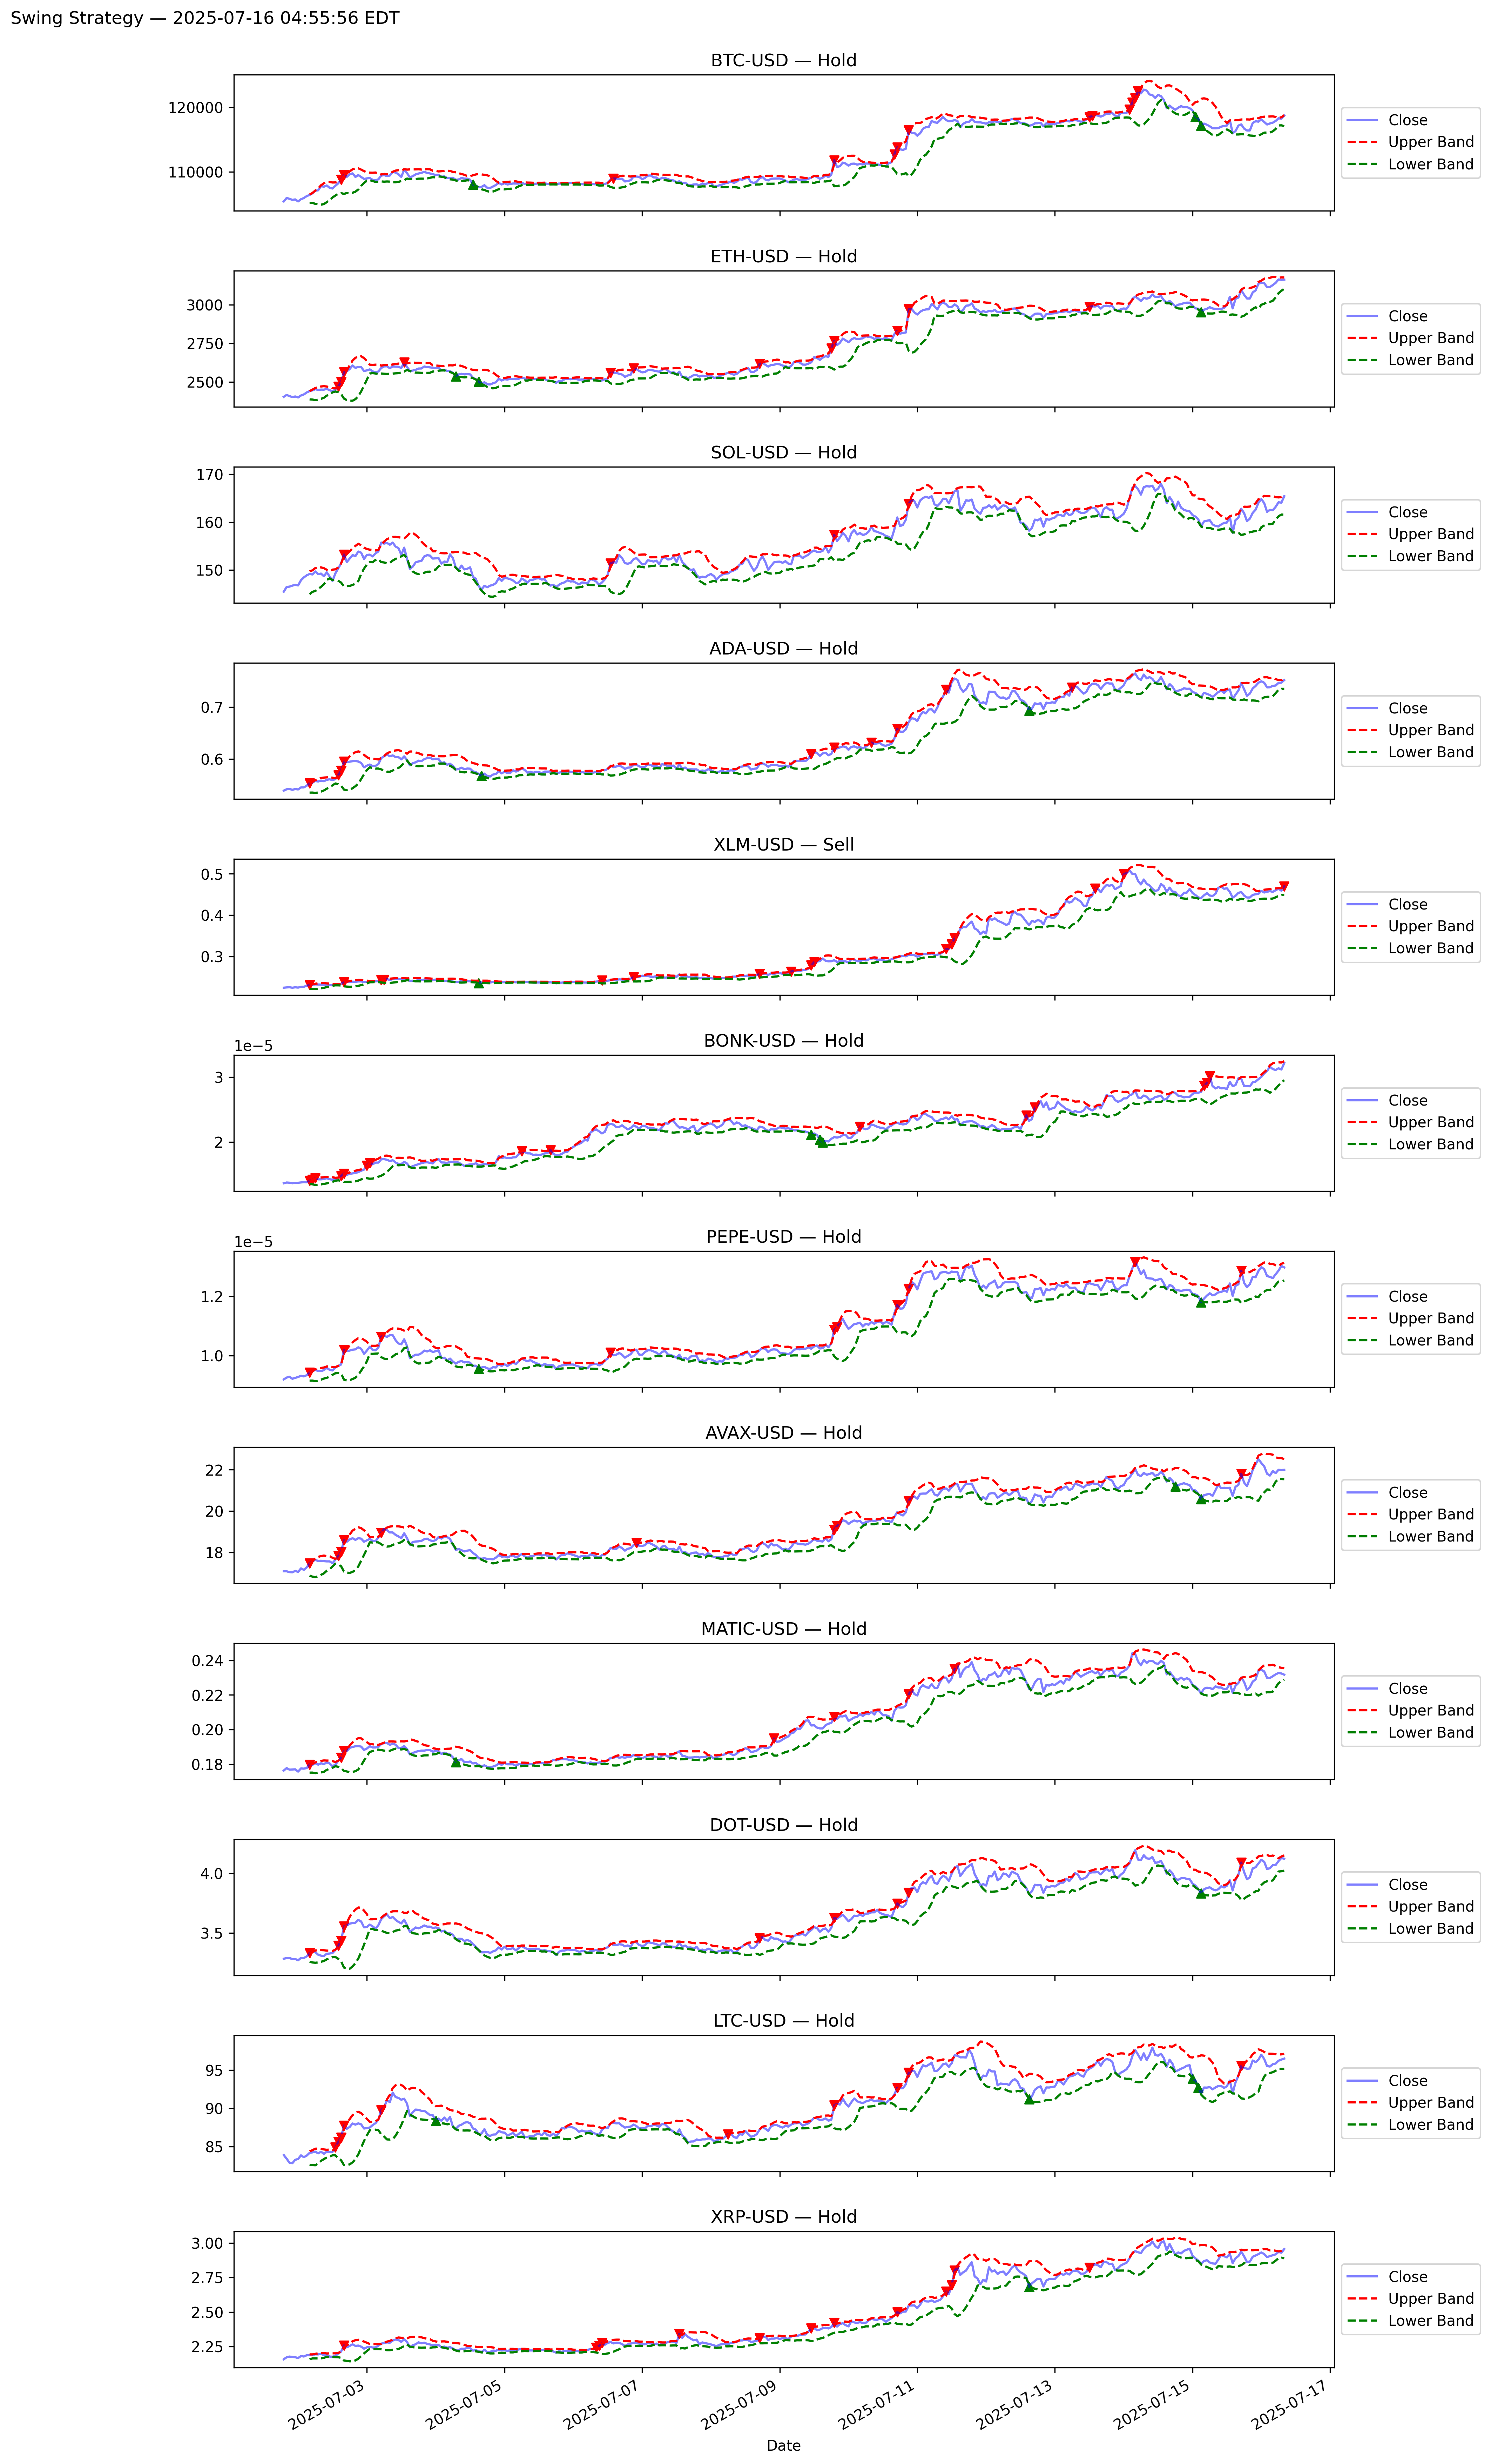 Swing Strategy — 2025-07-16 04:55:56 EDT
BTC-USD — Hold
120000
110000
Close
Upper Band
Lower Band
ETH-USD — Hold
3000
2750
2500
Close
Upper Band
Lower Band
SOL-USD — Hold
170
160
150
Close
Upper Band
Lower Band
ADA-USD — Hold
0.7
0.6
Close
Upper Band
Lower Band
XLM-USD — Sell
0.5
0.4
0.3
Close
Upper Band
Lower Band
BONK-USD — Hold
1e−5
3
2
Close
Upper Band
Lower Band
PEPE-USD — Hold
1e−5
1.2
1.0
Close
Upper Band
Lower Band
AVAX-USD — Hold
22
20
18
Close
Upper Band
Lower Band
MATIC-USD — Hold
0.24
0.22
0.20
0.18
Close
Upper Band
Lower Band
DOT-USD — Hold
4.0
3.5
Close
Upper Band
Lower Band
LTC-USD — Hold
95
90
85
Close
Upper Band
Lower Band
XRP-USD — Hold
3.00
2.75
2.50
2.25
Close
Upper Band
Lower Band
2025-07-03
2025-07-05
2025-07-07
2025-07-09
2025-07-11
2025-07-13
2025-07-15
2025-07-17
Date